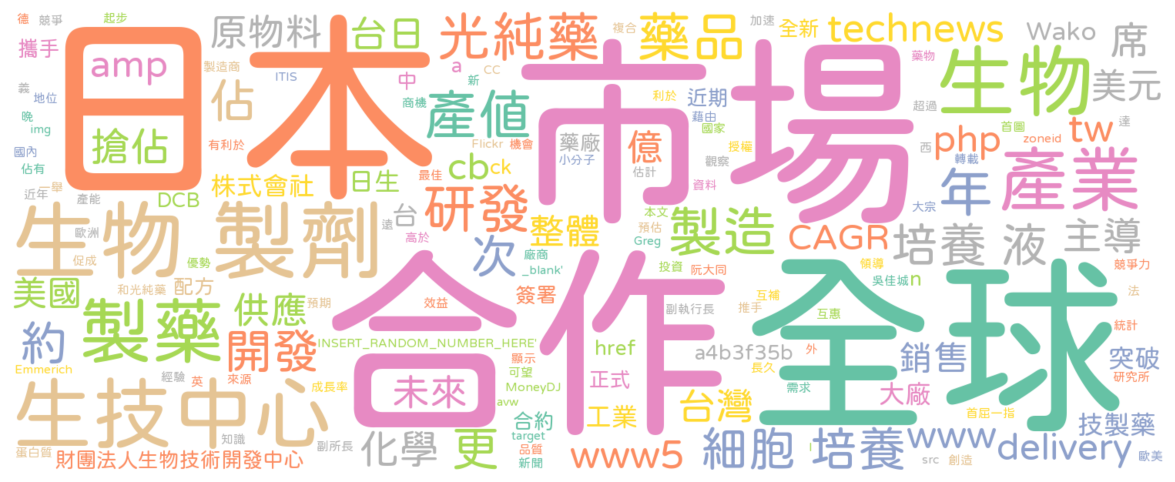 德 競爭 起步
攜手 原物料 台日 光純藥 複合 藥品 加速 全新 technews Wako 席
日本 市場
amp 製造商 ITIS 中 a CC 新 藥物 生物 美元
義 地位 佔 商機 產值 利於 近期 超過 首圖 達
晚 搶佔 藉由
img 有利於 Flickr 機會 藥廠 億 國家 php tw zoneid
國內 小分子 授權 觀察 西 轉載
佔有 最佳 cb ck 估計
近年 一舉 產能 DCB 株式會社 日生 資料 年 產業
生物 製劑 台 研發 本文 大宗
歐洲 遠 整體 預估 製造 CAGR 培養 液 主導
促成 優勢 高於 次 廠商 Greg 投資 阮大同 領導 競爭力
美國 和光純藥 配方 _blank' 合作 全球 吳佳城 n 法
約 製藥 供應 預期 效益 簽署 副執行長 互補 推手 互惠 統計
開發 INSERT_RANDOM_NUMBER_HERE' href a4b3f35b 外 銷售 突破
Emmerich 經驗 英 來源 顯示 可望 長久 研究所
生技中心 成長率 未來 MoneyDJ 正式 需求 大廠
avw 工業 台灣 首屈一指 技製藥
蛋白質 知識 副所長 化學 更 合約 target 細胞 培養 www delivery 歐美
財團法人生物技術開發中心 品質 新聞 www5 l src 創造